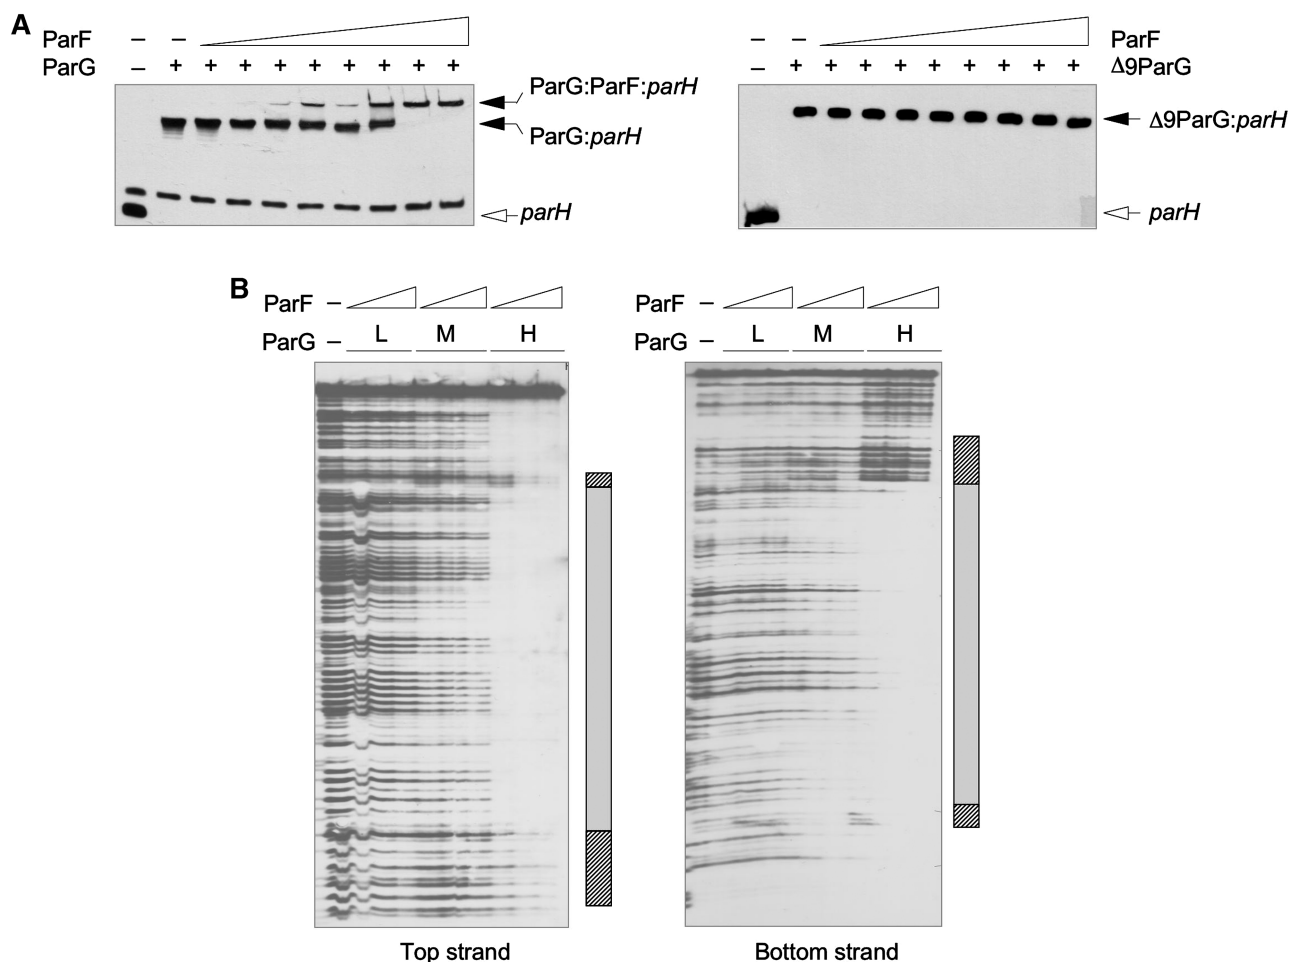 A
ParF – –
ParG – + + + + + + + + +
ParG:ParF:parH
ParG:parH
parH
– – ParF
– + + + + + + + + + Δ9ParG
Δ9ParG:parH
parH
B
ParF –
ParG – L M H
ParF –
ParG – L M H
Top strand
Bottom strand